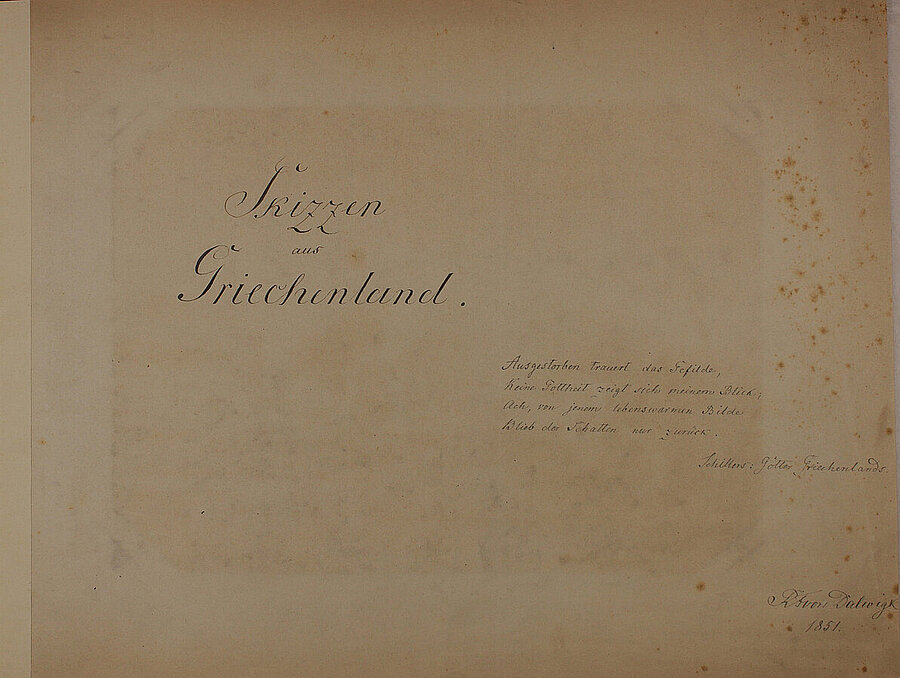 Skizzen
aus
Griechenland.
Ausgestorben trauert das Gefilde,
Keine Gottheit zeigt sich meinem Blick;
Ach, von jenem lebenswarmen Bilde
Blieb der Schatten nur zurück.
Schillers: Götter Griechenlands.
von Dalwigk
1851.